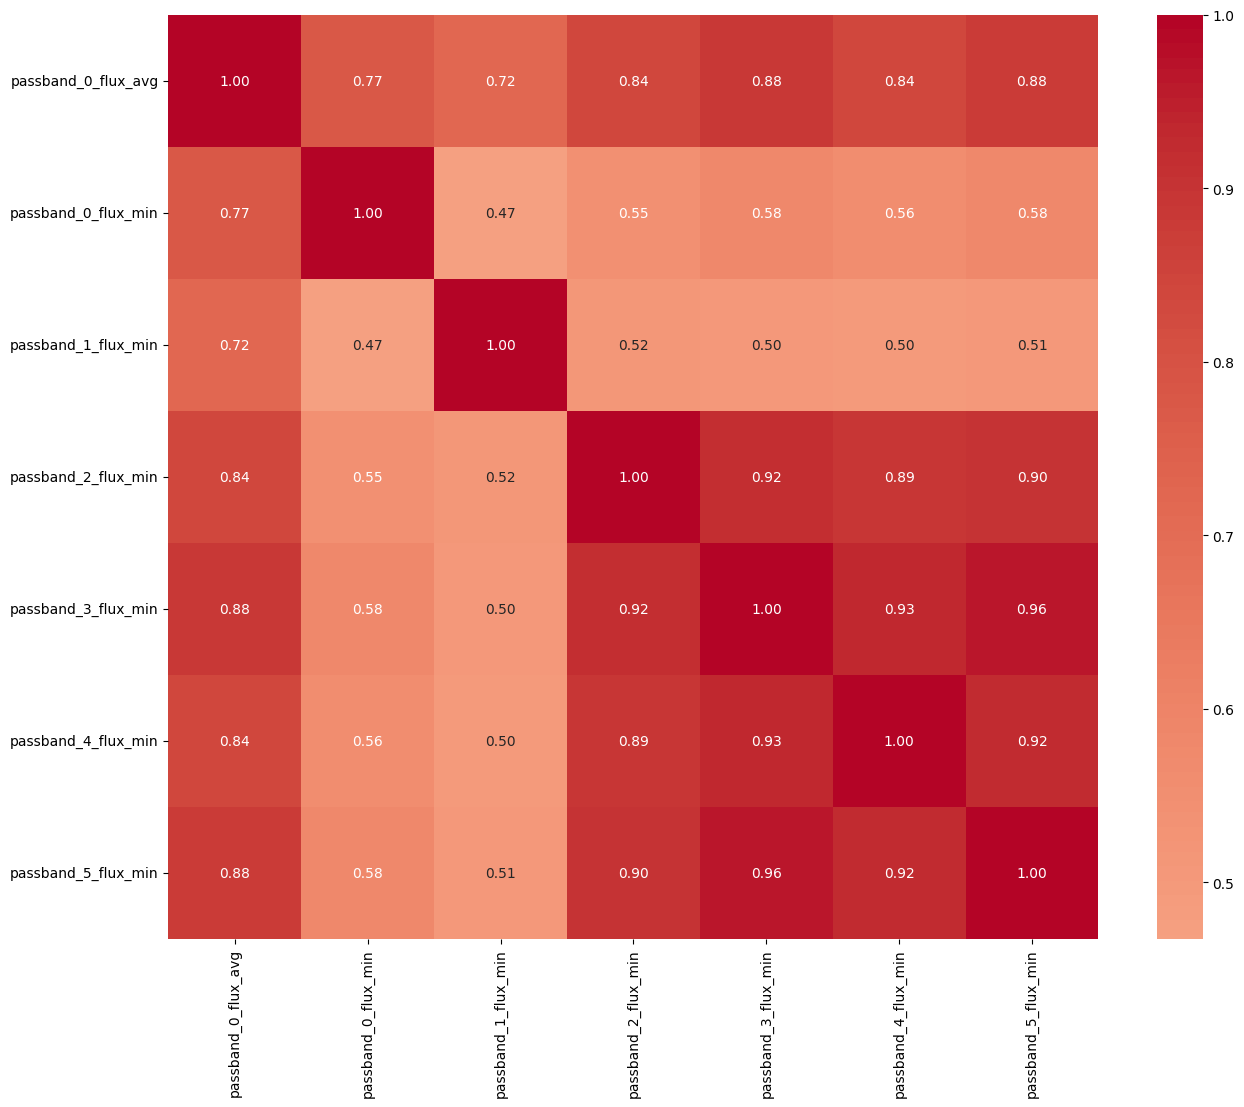 passband_0_flux_avg 1.00 0.77 0.72 0.84 0.88 0.84 0.88
passband_0_flux_min 0.77 1.00 0.47 0.55 0.58 0.56 0.58
passband_1_flux_min 0.72 0.47 1.00 0.52 0.50 0.50 0.51
passband_2_flux_min 0.84 0.55 0.52 1.00 0.92 0.89 0.90
passband_3_flux_min 0.88 0.58 0.50 0.92 1.00 0.93 0.96
passband_4_flux_min 0.84 0.56 0.50 0.89 0.93 1.00 0.92
passband_5_flux_min 0.88 0.58 0.51 0.90 0.96 0.92 1.00
passband_0_flux_avg
passband_0_flux_min
passband_1_flux_min
passband_2_flux_min
passband_3_flux_min
passband_4_flux_min
passband_5_flux_min
1.0
0.9
0.8
0.7
0.6
0.5